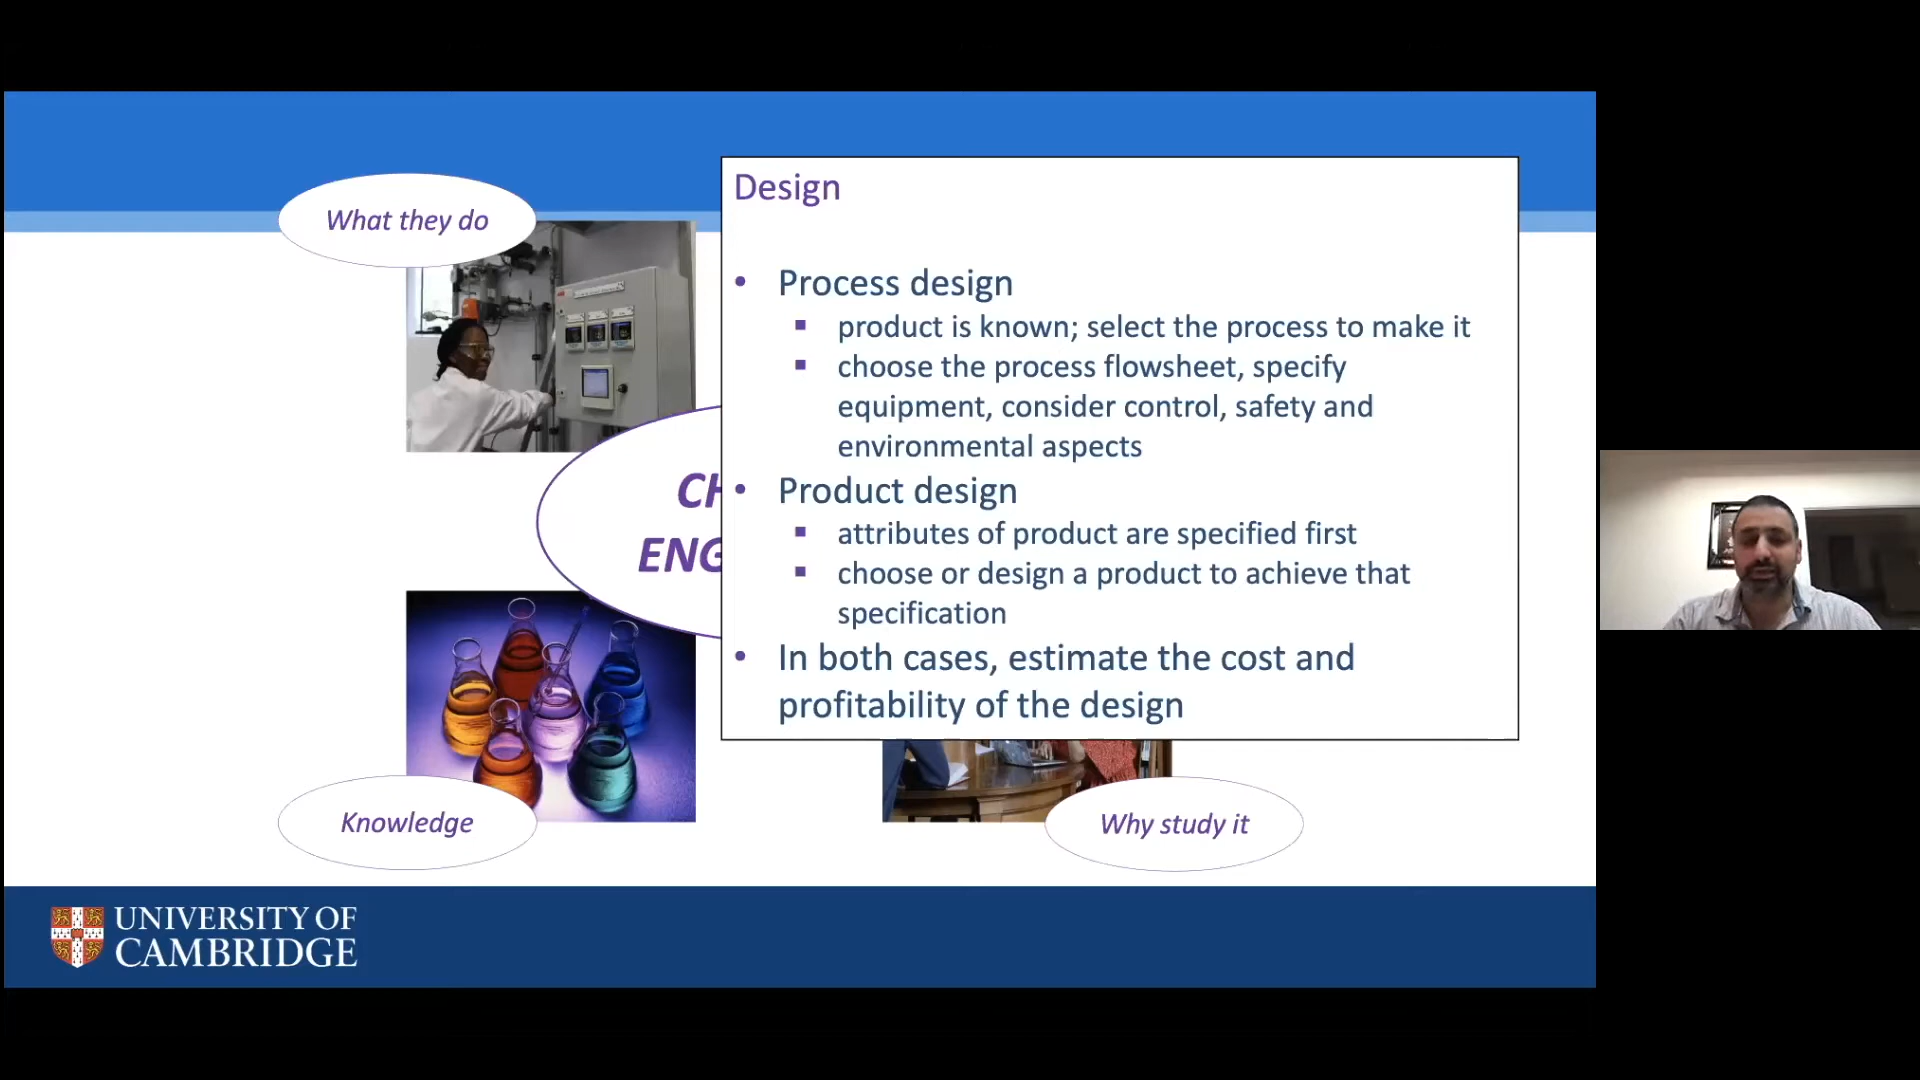 What they do
Design
• Process design
▪ product is known; select the process to make it
▪ choose the process flowsheet, specify
equipment, consider control, safety and
environmental aspects
CH
ENG
• Product design
▪ attributes of product are specified first
▪ choose or design a product to achieve that
specification
• In both cases, estimate the cost and
profitability of the design
Knowledge
Why study it
UNIVERSITY OF
CAMBRIDGE